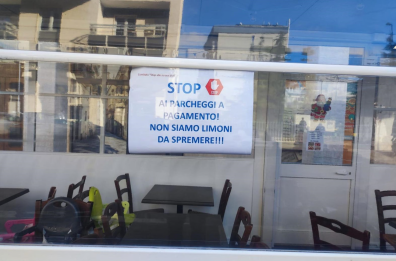 STOP
AI PARCHEGGI A
PAGAMENTO!
NON SIAMO LIMONI
DA SPREMERE!!!